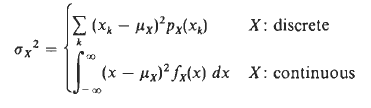 σ_X² = { Σ_k (x_k − μ_X)² p_X(x_k)   X: discrete
∫_{−∞}^{∞} (x − μ_X)² f_X(x) dx   X: continuous